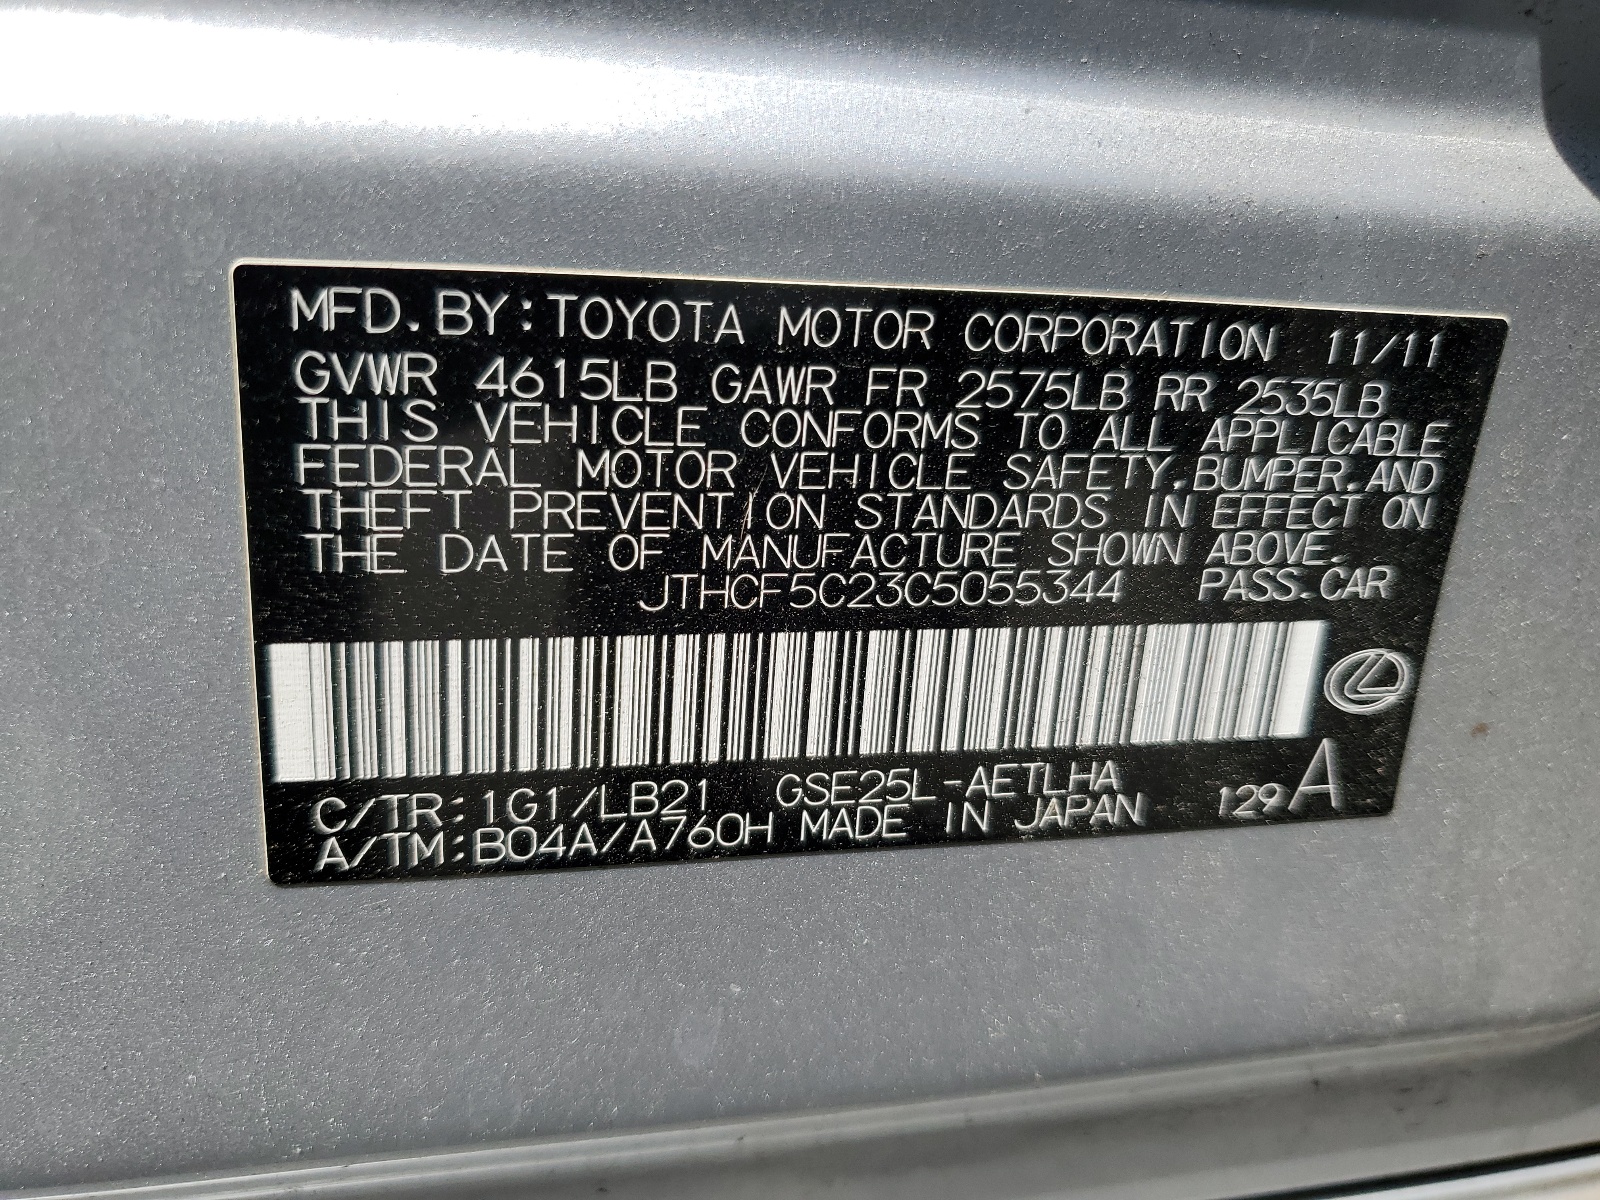 MFD. BY: TOYOTA MOTOR CORPORATION 11/11
GVWR 4615LB GAWR FR 2575LB RR 2535LB
THIS VEHICLE CONFORMS TO ALL APPLICABLE
FEDERAL MOTOR VEHICLE SAFETY, BUMPER, AND
THEFT PREVENTION STANDARDS IN EFFECT ON
THE DATE OF MANUFACTURE SHOWN ABOVE.
JTHCF5C23C5055344 PASS. CAR
C/TR: 1G1/LB21 GSE25L-AETLHA
A/TM: B04A/A760H MADE IN JAPAN 129 A